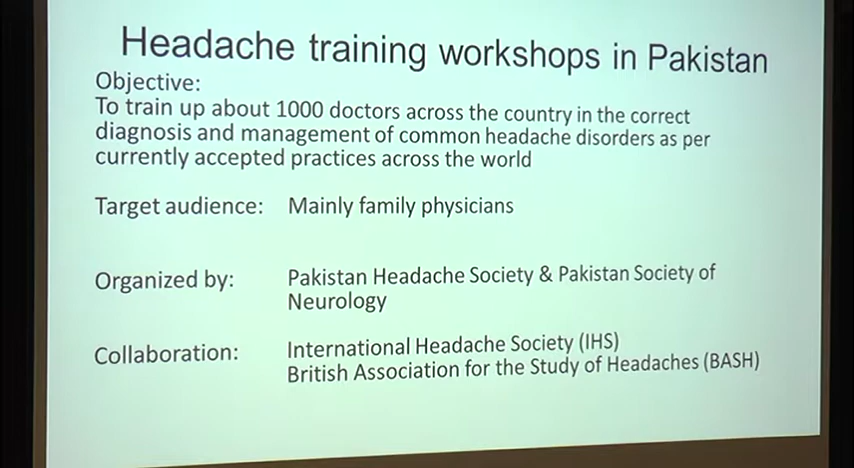 Headache training workshops in Pakistan
Objective:
To train up about 1000 doctors across the country in the correct
diagnosis and management of common headache disorders as per
currently accepted practices across the world
Target audience: Mainly family physicians
Organized by: Pakistan Headache Society & Pakistan Society of
Neurology
Collaboration: International Headache Society (IHS)
British Association for the Study of Headaches (BASH)